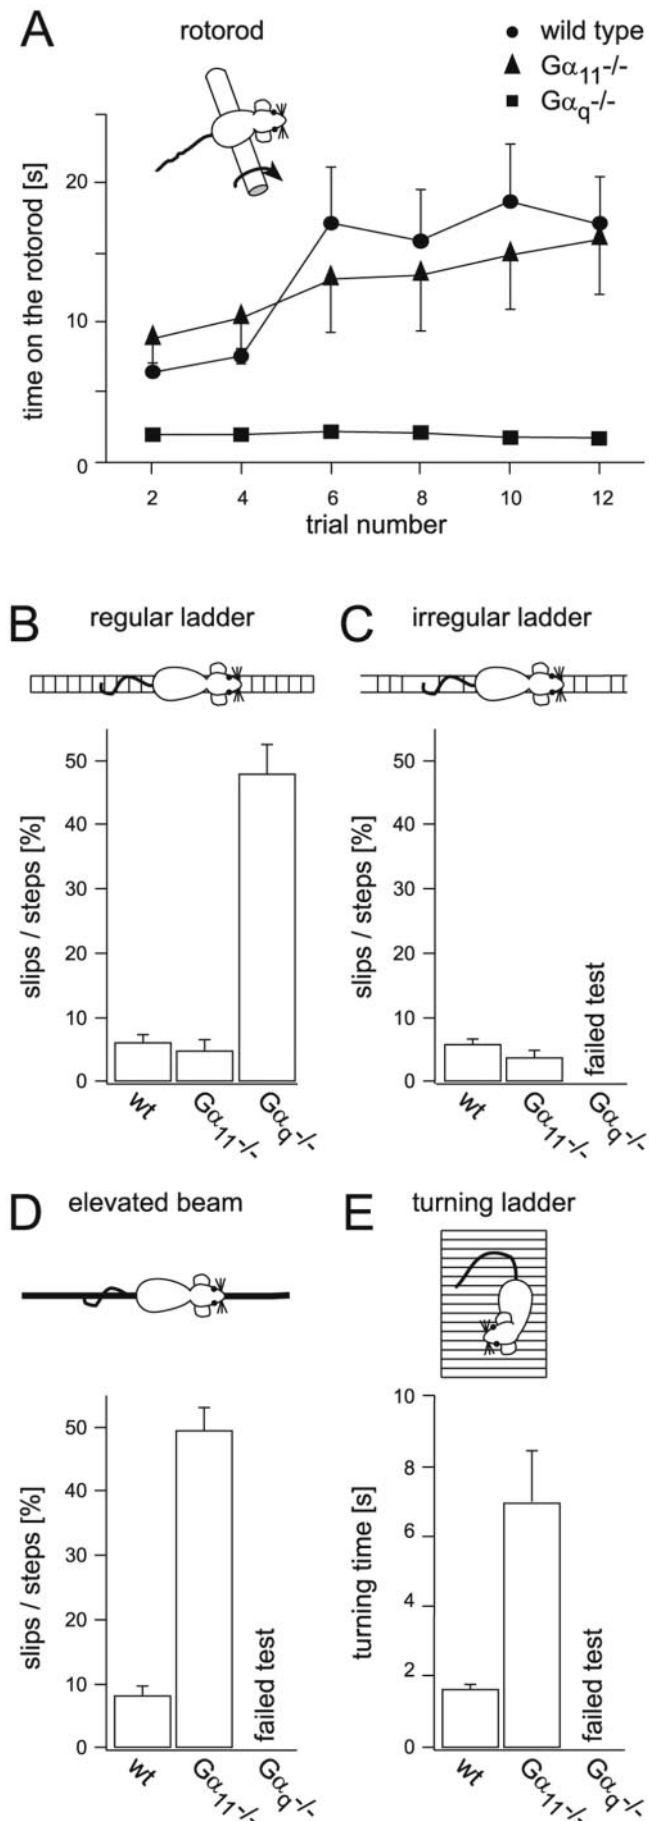 A
rotorod
wild type
Gα11-/-
Gαq-/-
time on the rotorod [s]
20
10
0
2 4 6 8 10 12
trial number
B
regular ladder
slips / steps [%]
50
40
30
20
10
0
wt Gα11-/- Gαq-/-
C
irregular ladder
slips / steps [%]
50
40
30
20
10
0
failed test
wt Gα11-/- Gαq-/-
D
elevated beam
slips / steps [%]
50
40
30
20
10
0
failed test
wt Gα11-/- Gαq-/-
E
turning ladder
turning time [s]
10
8
6
4
2
0
failed test
wt Gα11-/- Gαq-/-